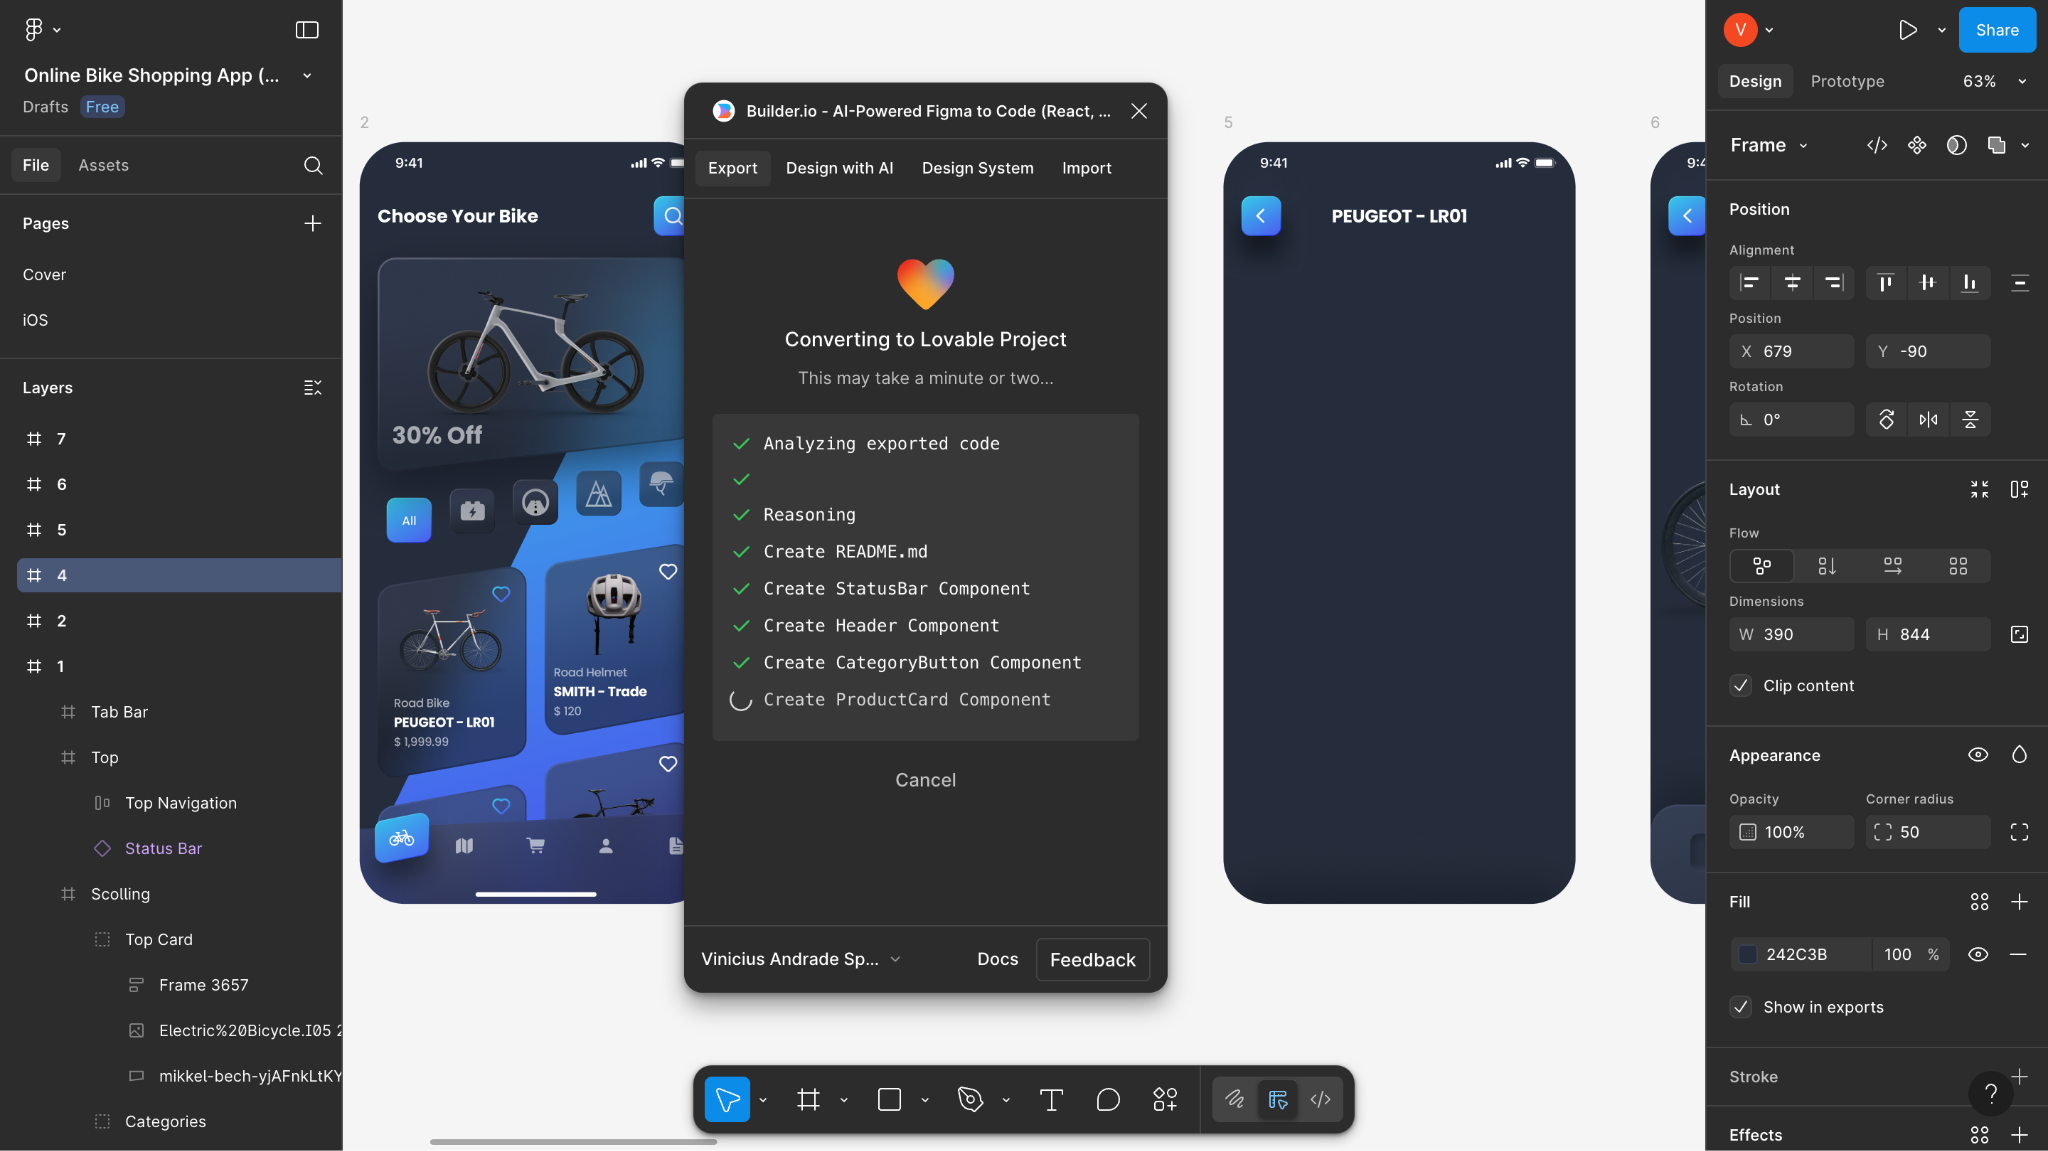 Online Bike Shopping App (...
Drafts
Free
File
Assets
Pages
Cover
iOS
Layers
7
6
5
4
2
1
Tab Bar
Top
Top Navigation
Status Bar
Scolling
Top Card
Frame 3657
Electric%20Bicycle.I05 2
mikkel-bech-yjAFnkLtKY
Categories
2
9:41
Choose Your Bike
30% Off
All
Road Bike
PEUGEOT - LR01
$ 1,999.99
Road Helmet
SMITH - Trade
$ 120
Builder.io - AI-Powered Figma to Code (React, ...
Export
Design with AI
Design System
Import
Converting to Lovable Project
This may take a minute or two...
Analyzing exported code
Reasoning
Create README.md
Create StatusBar Component
Create Header Component
Create CategoryButton Component
Create ProductCard Component
Cancel
Vinicius Andrade Sp...
Docs
Feedback
5
9:41
PEUGEOT - LR01
6
9:4
V
Share
Design
Prototype
63%
Frame
Position
Alignment
Position
X 679
Y -90
Rotation
0°
Layout
Flow
Dimensions
W 390
H 844
Clip content
Appearance
Opacity
Corner radius
100%
50
Fill
242C3B
100 %
Show in exports
Stroke
?
Effects